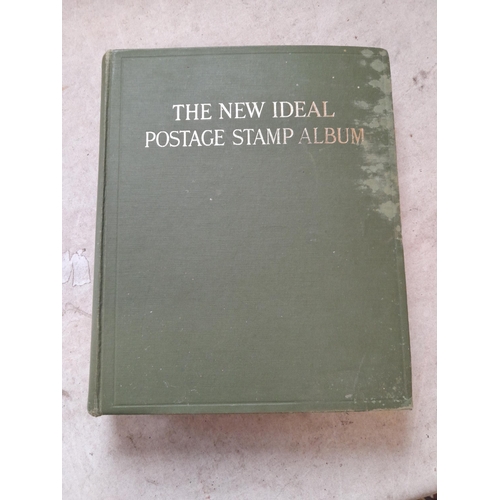 THE NEW IDEAL
POSTAGE STAMP ALBUM